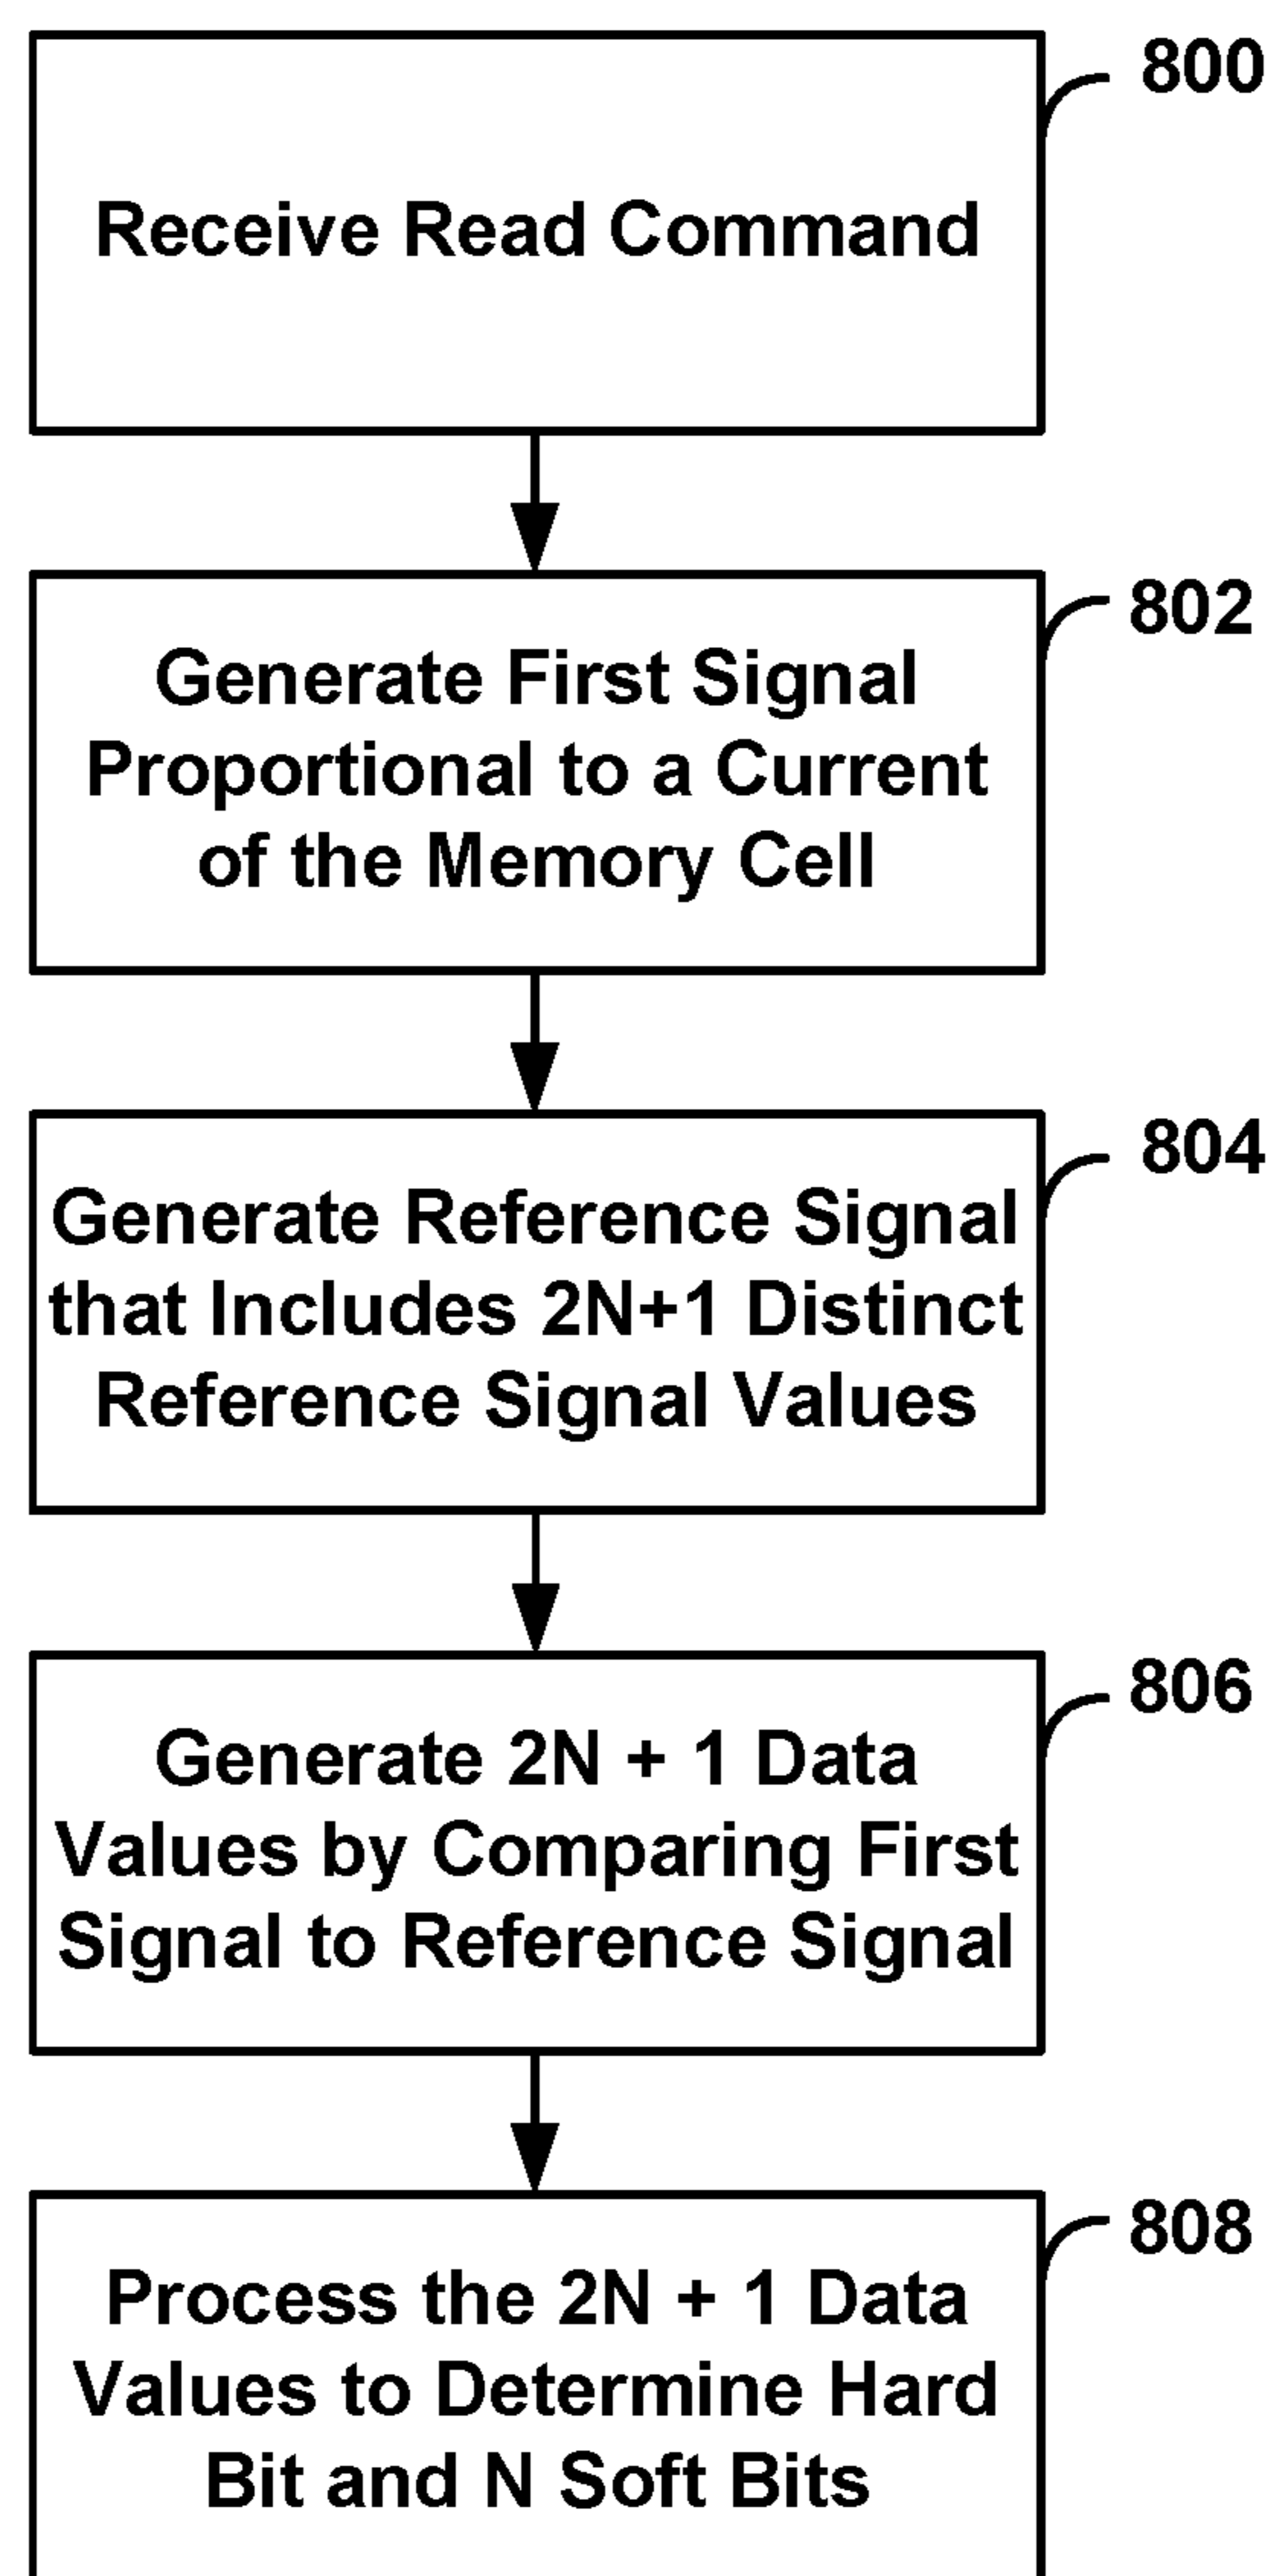 800
Receive Read Command
802
Generate First Signal
Proportional to a Current
of the Memory Cell
804
Generate Reference Signal
that Includes 2N+1 Distinct
Reference Signal Values
806
Generate 2N + 1 Data
Values by Comparing First
Signal to Reference Signal
808
Process the 2N + 1 Data
Values to Determine Hard
Bit and N Soft Bits